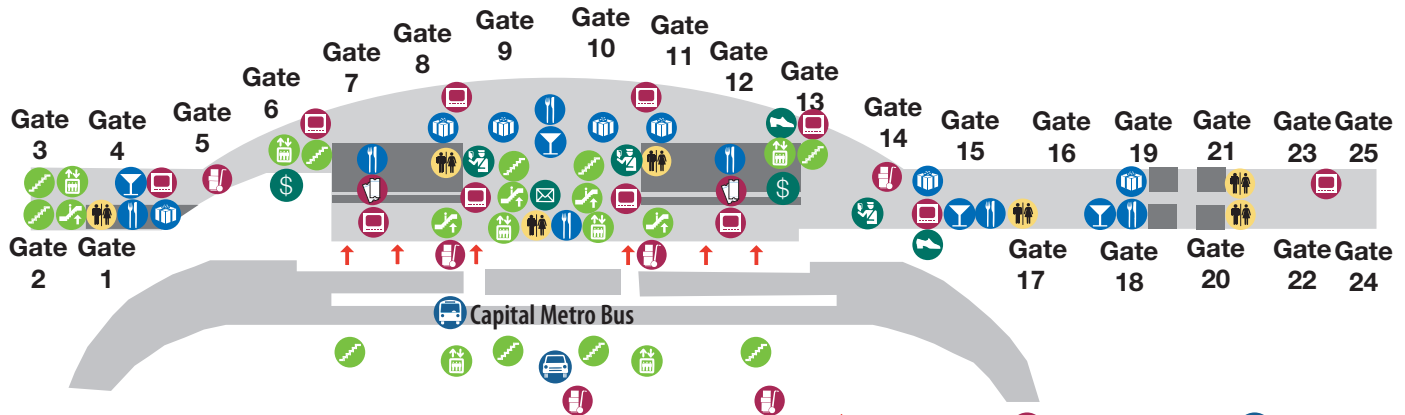 Gate 3
Gate 4
Gate 5
Gate 6
Gate 7
Gate 8
Gate 9
Gate 10
Gate 11
Gate 12
Gate 13
Gate 14
Gate 15
Gate 16
Gate 19
Gate 21
Gate 23
Gate 25
$
$
Gate 2
Gate 1
Gate 17
Gate 18
Gate 20
Gate 22
Gate 24
Capital Metro Bus